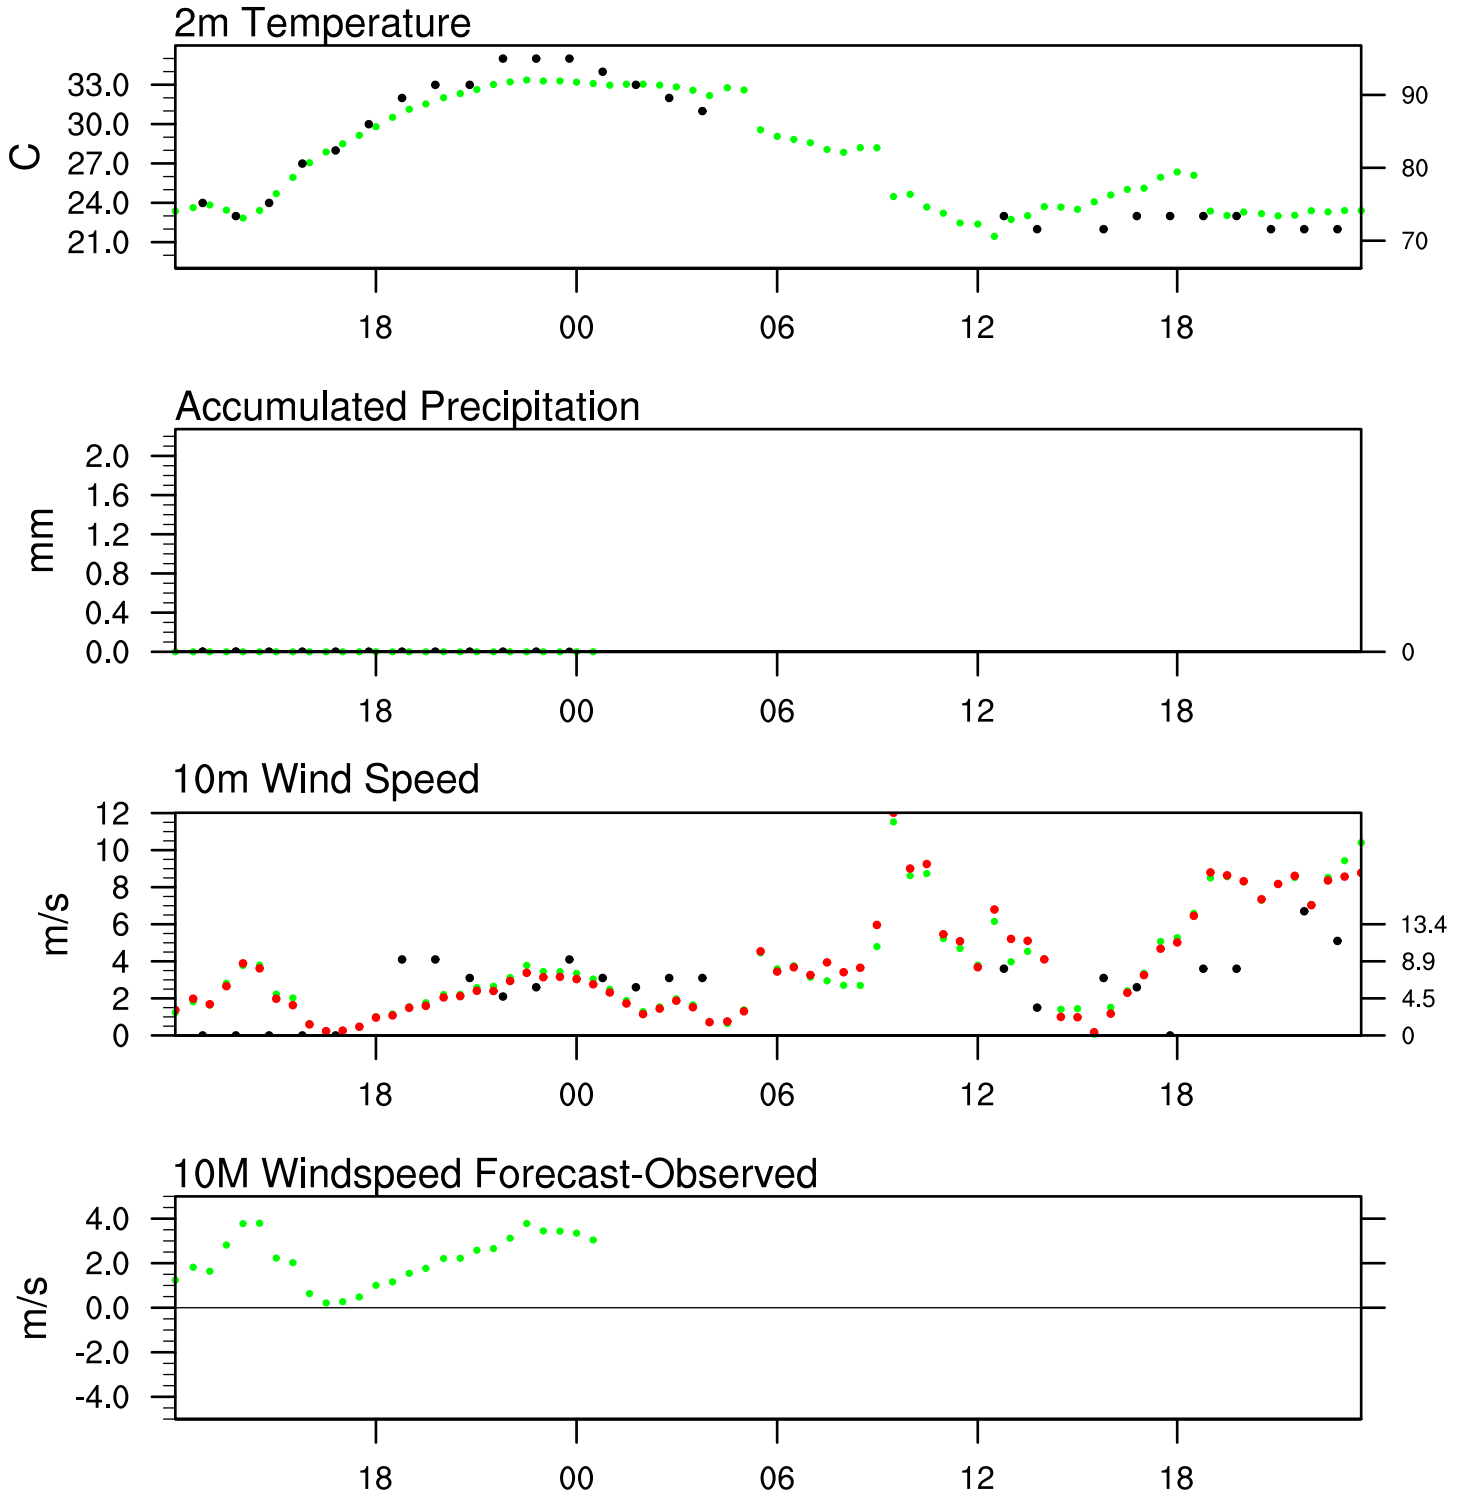 2m Temperature
33.0
30.0
27.0
24.0
21.0
C
90
80
70
18 00 06 12 18
Accumulated Precipitation
2.0
1.6
1.2
0.8
0.4
0.0
mm
0
18 00 06 12 18
10m Wind Speed
12
10
8
6
4
2
0
m/s
13.4
8.9
4.5
0
18 00 06 12 18
10M Windspeed Forecast-Observed
4.0
2.0
0.0
-2.0
-4.0
m/s
18 00 06 12 18